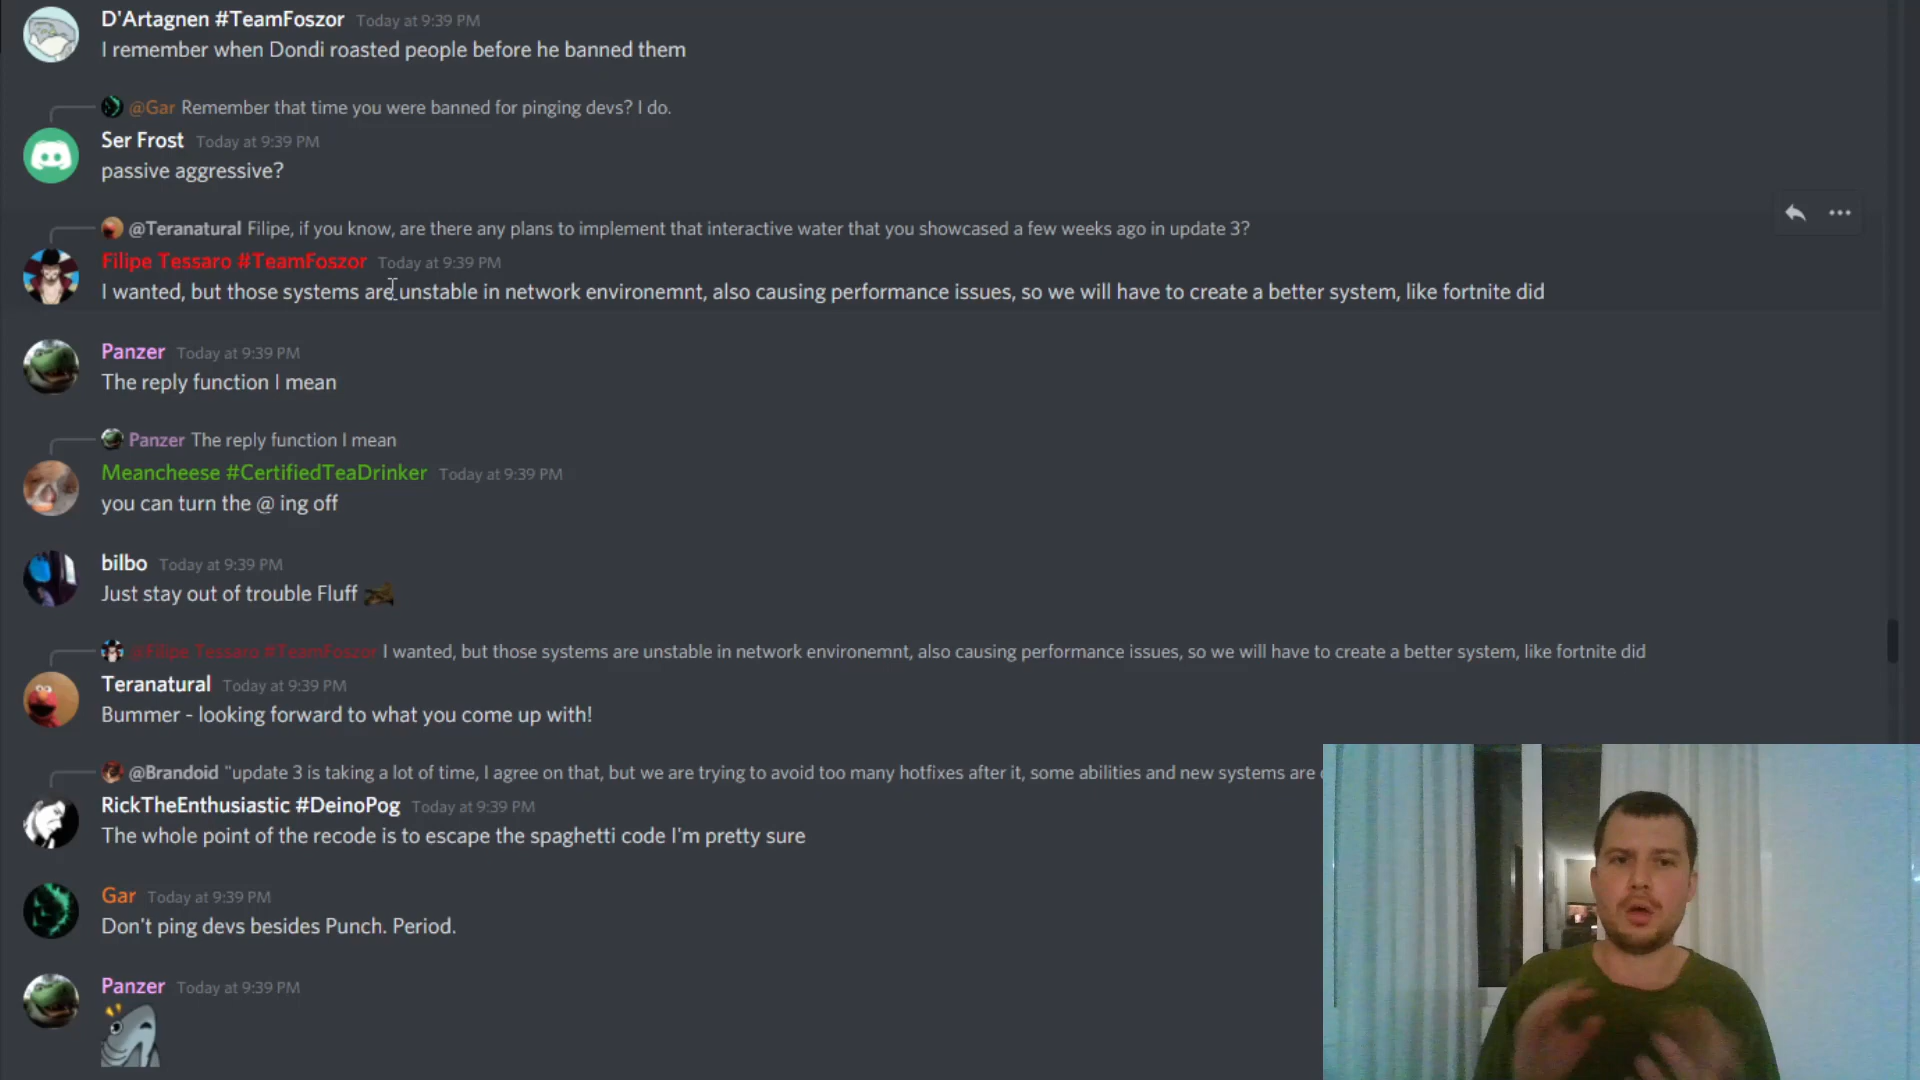 D'Artagnen #TeamFoszor Today at 9:39 PM
I remember when Dondi roasted people before he banned them
@Gar Remember that time you were banned for pinging devs? I do.
Ser Frost Today at 9:39 PM
passive aggressive?
@Teranatural Filipe, if you know, are there any plans to implement that interactive water that you showcased a few weeks ago in update 3?
Filipe Tessaro #TeamFoszor Today at 9:39 PM
I wanted, but those systems are unstable in network environemnt, also causing performance issues, so we will have to create a better system, like fortnite did
Panzer Today at 9:39 PM
The reply function I mean
Panzer The reply function I mean
Meancheese #CertifiedTeaDrinker Today at 9:39 PM
you can turn the @ ing off
bilbo Today at 9:39 PM
Just stay out of trouble Fluff
@Filipe Tessaro #TeamFoszor I wanted, but those systems are unstable in network environemnt, also causing performance issues, so we will have to create a better system, like fortnite did
Teranatural Today at 9:39 PM
Bummer - looking forward to what you come up with!
@Brandoid "update 3 is taking a lot of time, I agree on that, but we are trying to avoid too many hotfixes after it, some abilities and new systems are
RickTheEnthusiastic #DeinoPog Today at 9:39 PM
The whole point of the recode is to escape the spaghetti code I'm pretty sure
Gar Today at 9:39 PM
Don't ping devs besides Punch. Period.
Panzer Today at 9:39 PM